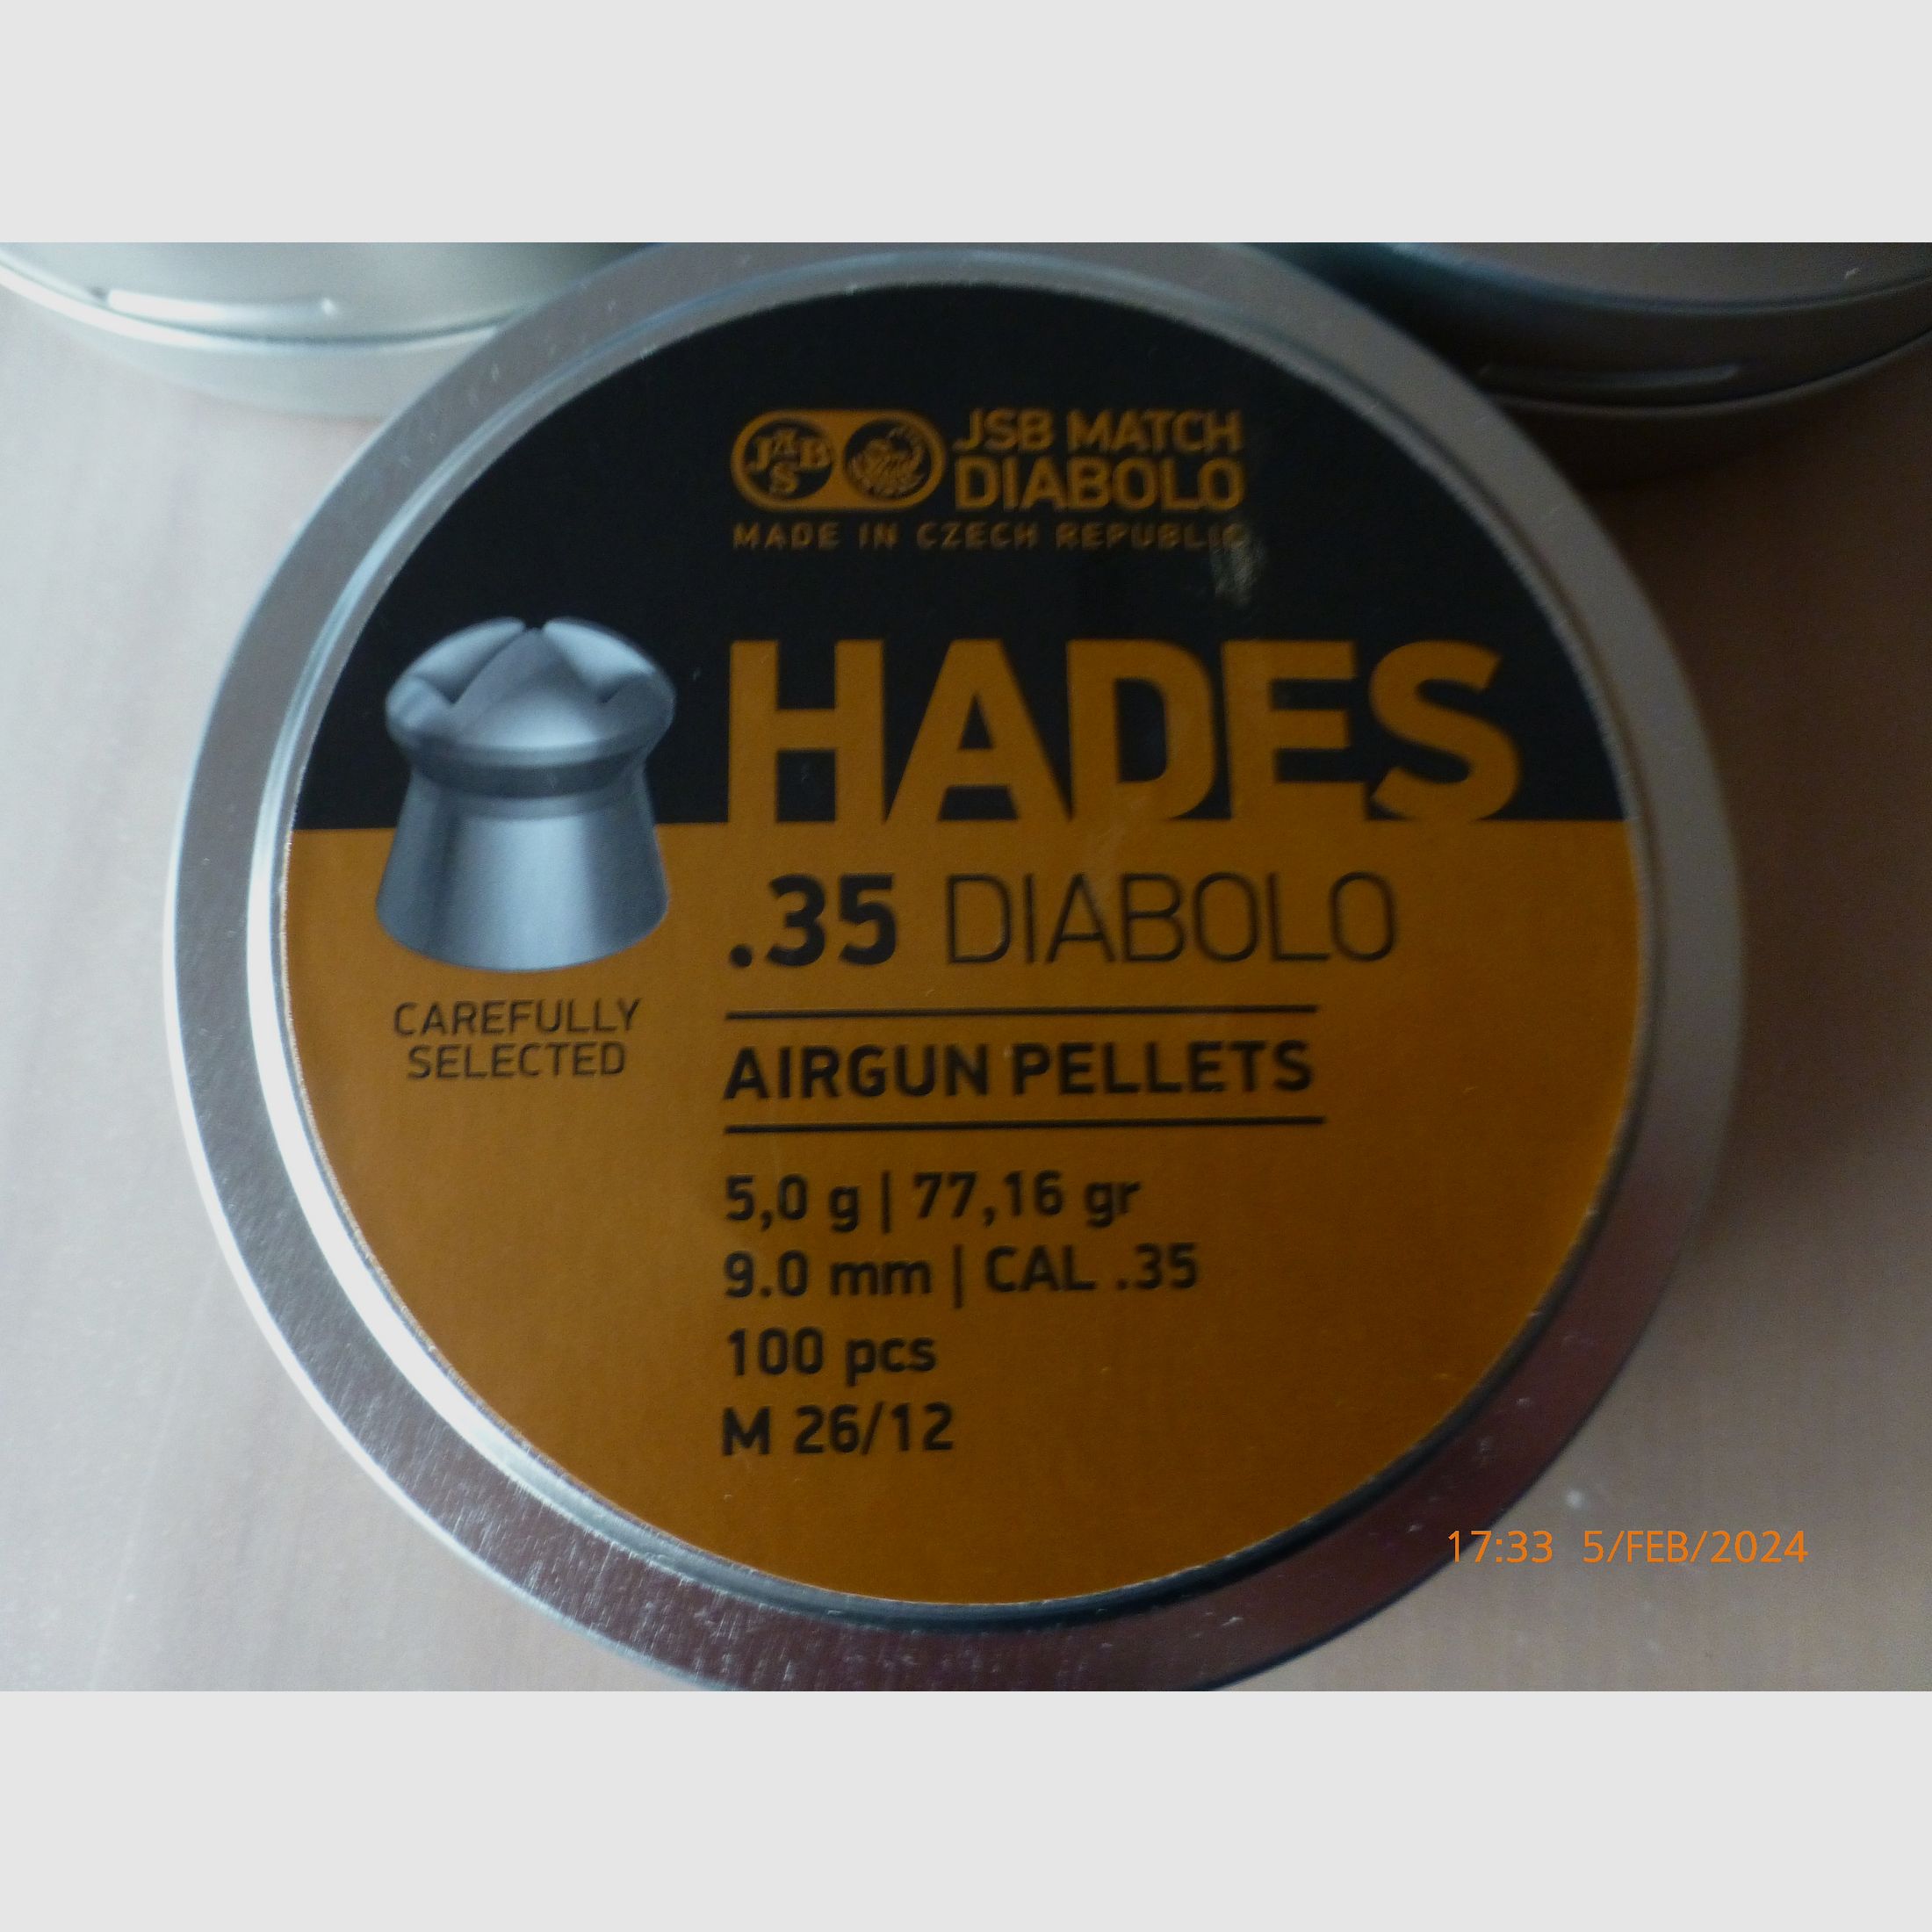 JSB MATCH
DIABOLO
MADE IN CZECH REPUBLIC
HADES
.35 DIABOLO
CAREFULLY
SELECTED
AIRGUN PELLETS
5,0 g | 77,16 gr
9.0 mm | CAL .35
100 pcs
M 26/12
17:33 5/FEB/2024